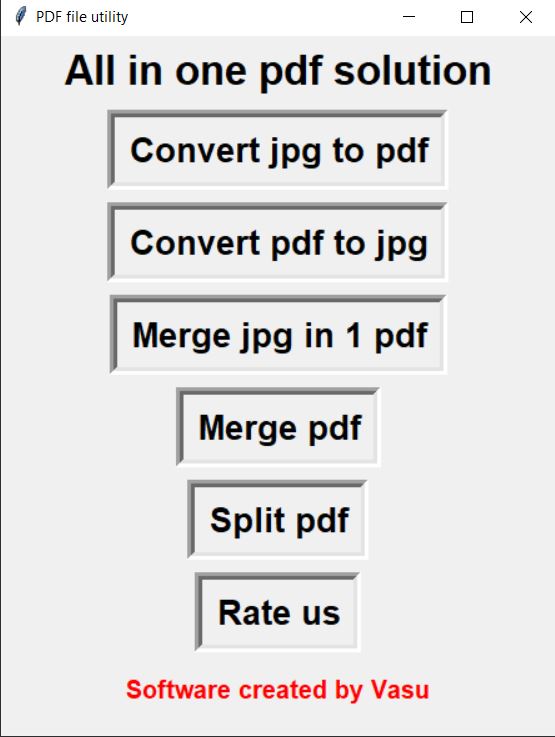 PDF file utility
All in one pdf solution
Convert jpg to pdf
Convert pdf to jpg
Merge jpg in 1 pdf
Merge pdf
Split pdf
Rate us
Software created by Vasu